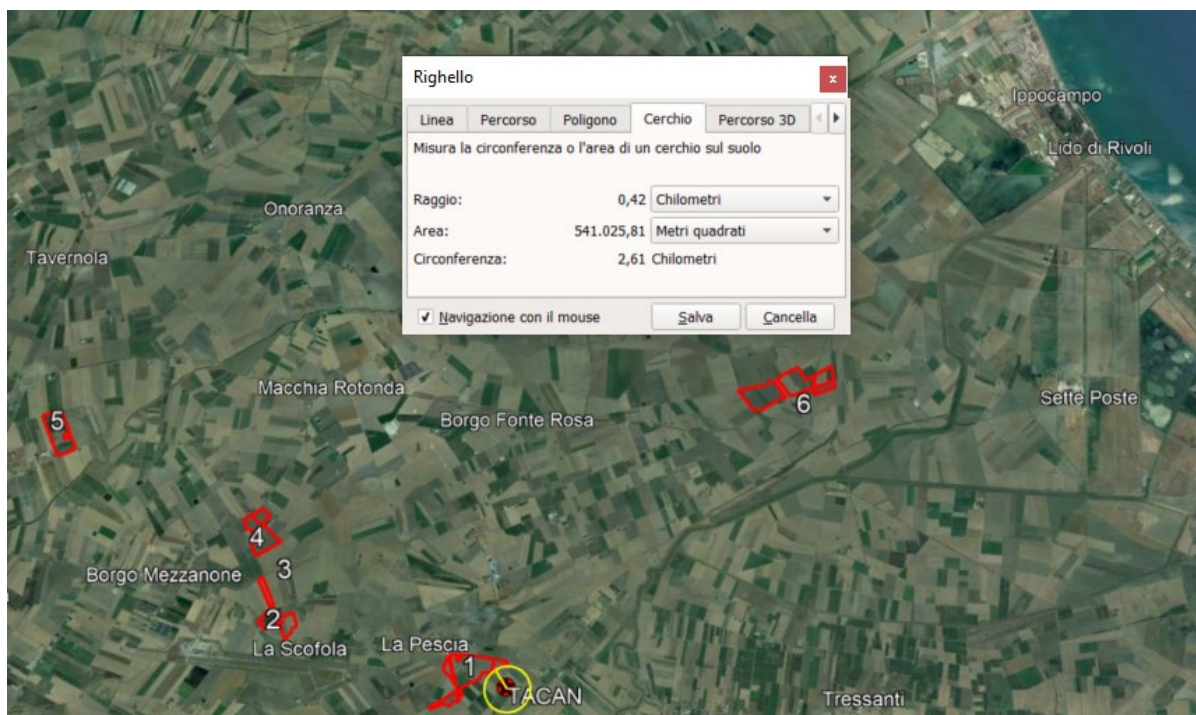 Righello
x
Linea Percorso Poligono Cerchio Percorso 3D
Misura la circonferenza o l'area di un cerchio sul suolo
Raggio: 0,42 Chilometri
Area: 541.025,81 Metri quadrati
Circonferenza: 2,61 Chilometri
Navigazione con il mouse Salva Cancella
Ippocampo
Lido di Rivoli
Onoranza
Tavernola
Macchia Rotonda
Borgo Fonte Rosa
6
Sette Poste
5
4
3
Borgo Mezzanone
2
La Scofola
La Pescia
1
TACAN
Tressanti